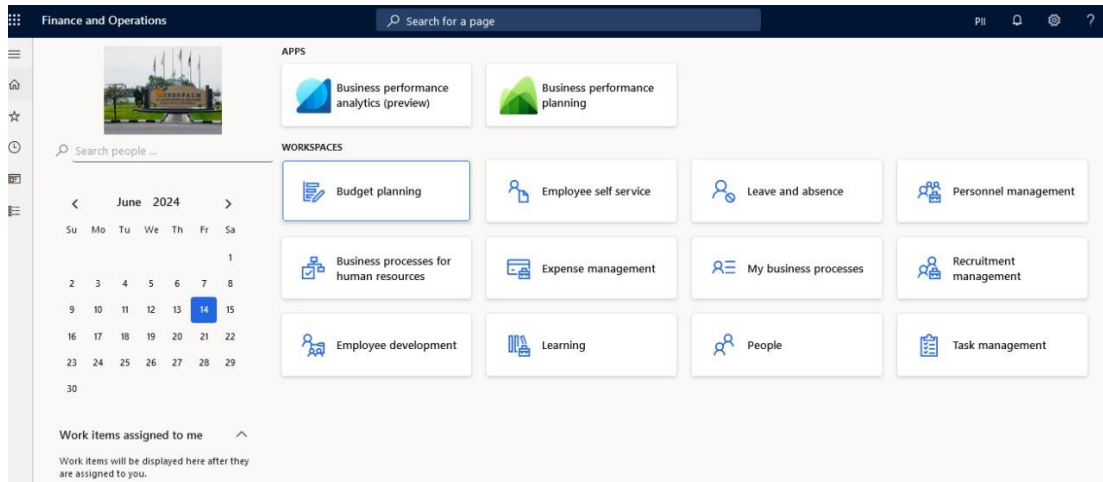 Finance and Operations
Search for a page
PII
?
Search people ...
June 2024
Su Mo Tu We Th Fr Sa
1
2 3 4 5 6 7 8
9 10 11 12 13 14 15
16 17 18 19 20 21 22
23 24 25 26 27 28 29
30
Work items assigned to me
Work items will be displayed here after they
are assigned to you.
APPS
Business performance
analytics (preview)
Business performance
planning
WORKSPACES
Budget planning
Employee self service
Leave and absence
Personnel management
Business processes for
human resources
Expense management
My business processes
Recruitment
management
Employee development
Learning
People
Task management